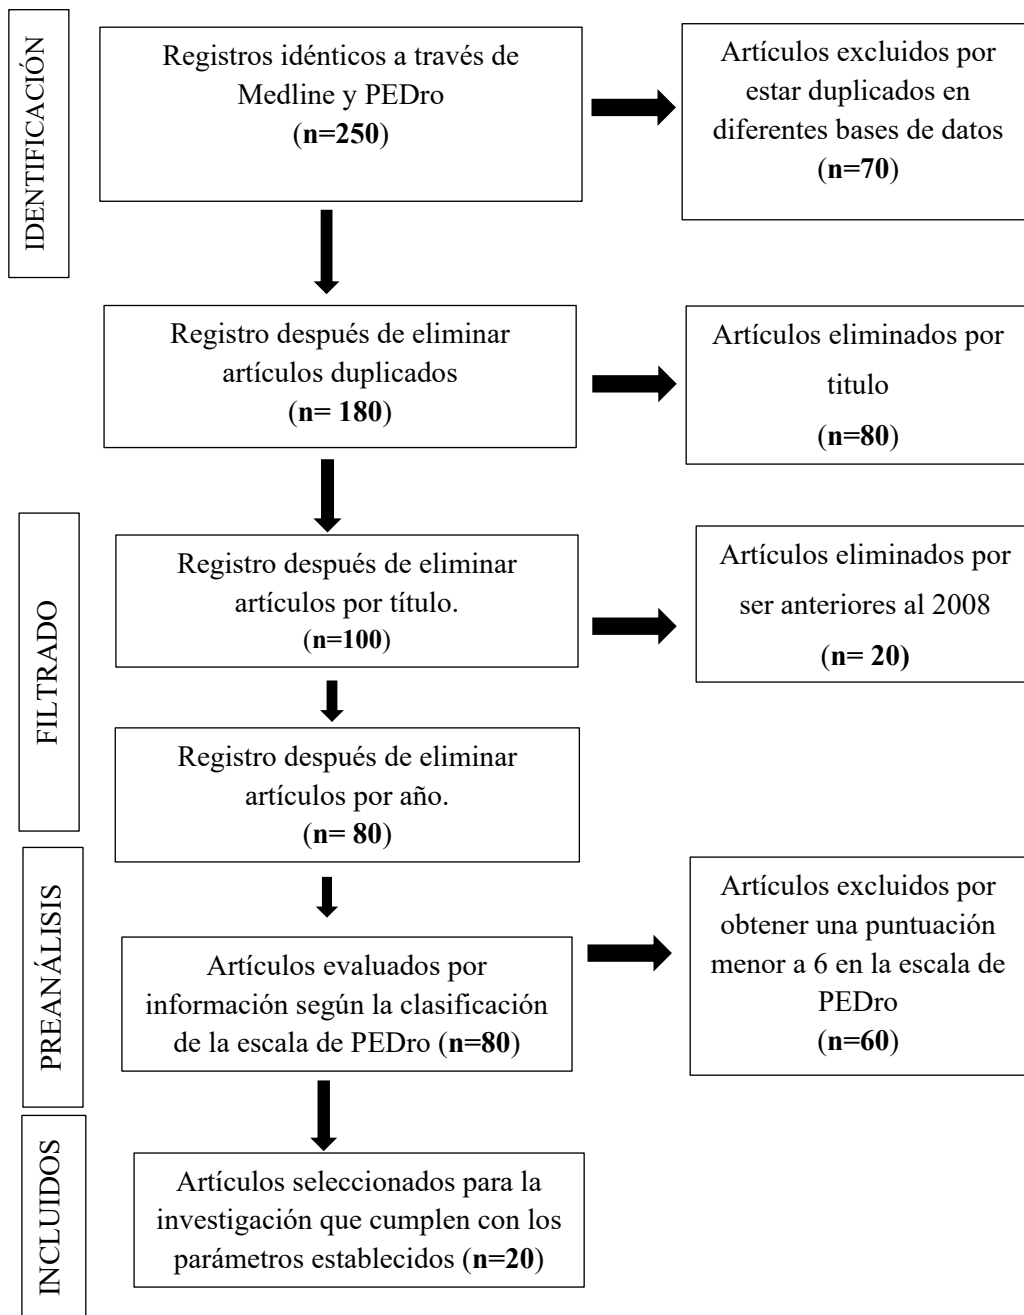 IDENTIFICACIÓN
Registros idénticos a través de
Medline y PEDro
(n=250)
Artículos excluidos por
estar duplicados en
diferentes bases de datos
(n=70)
Registro después de eliminar
artículos duplicados
(n= 180)
Artículos eliminados por
titulo
(n=80)
FILTRADO
Registro después de eliminar
artículos por título.
(n=100)
Artículos eliminados por
ser anteriores al 2008
(n= 20)
Registro después de eliminar
artículos por año.
(n= 80)
PREANÁLISIS
Artículos evaluados por
información según la clasificación
de la escala de PEDro (n=80)
Artículos excluidos por
obtener una puntuación
menor a 6 en la escala de
PEDro
(n=60)
INCLUIDOS
Artículos seleccionados para la
investigación que cumplen con los
parámetros establecidos (n=20)